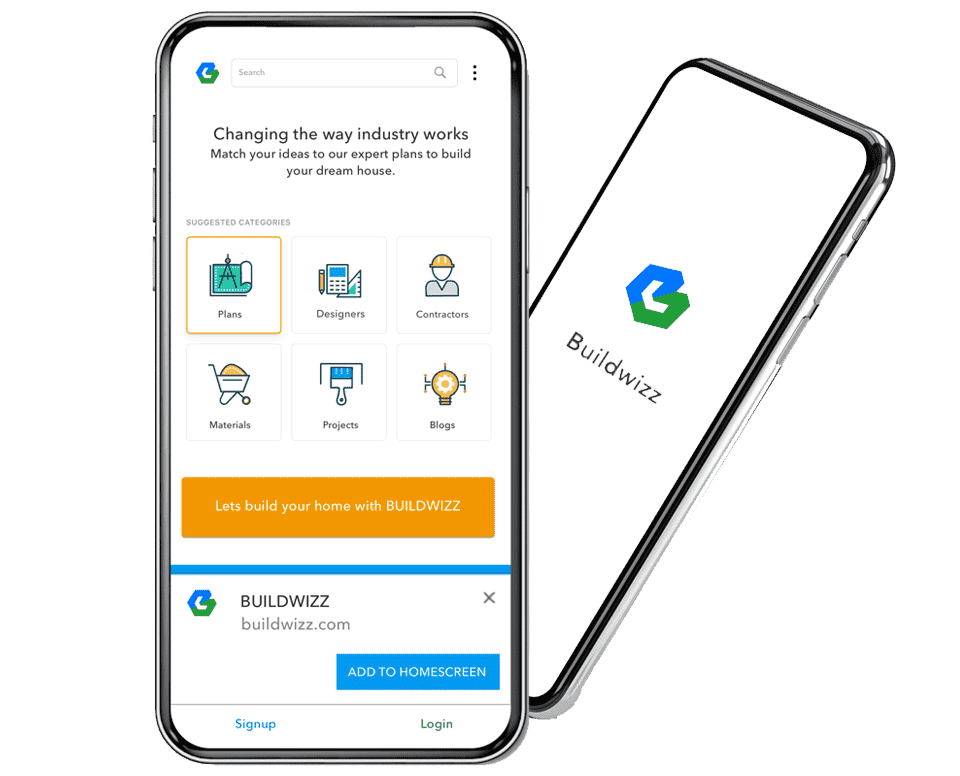 Search
Changing the way industry works
Match your ideas to our expert plans to build
your dream house.
SUGGESTED CATEGORIES
Plans
Designers
Contractors
Materials
Projects
Blogs
Lets build your home with BUILDWIZZ
BUILDWIZZ
buildwizz.com
ADD TO HOMESCREEN
Signup
Login
Buildwizz